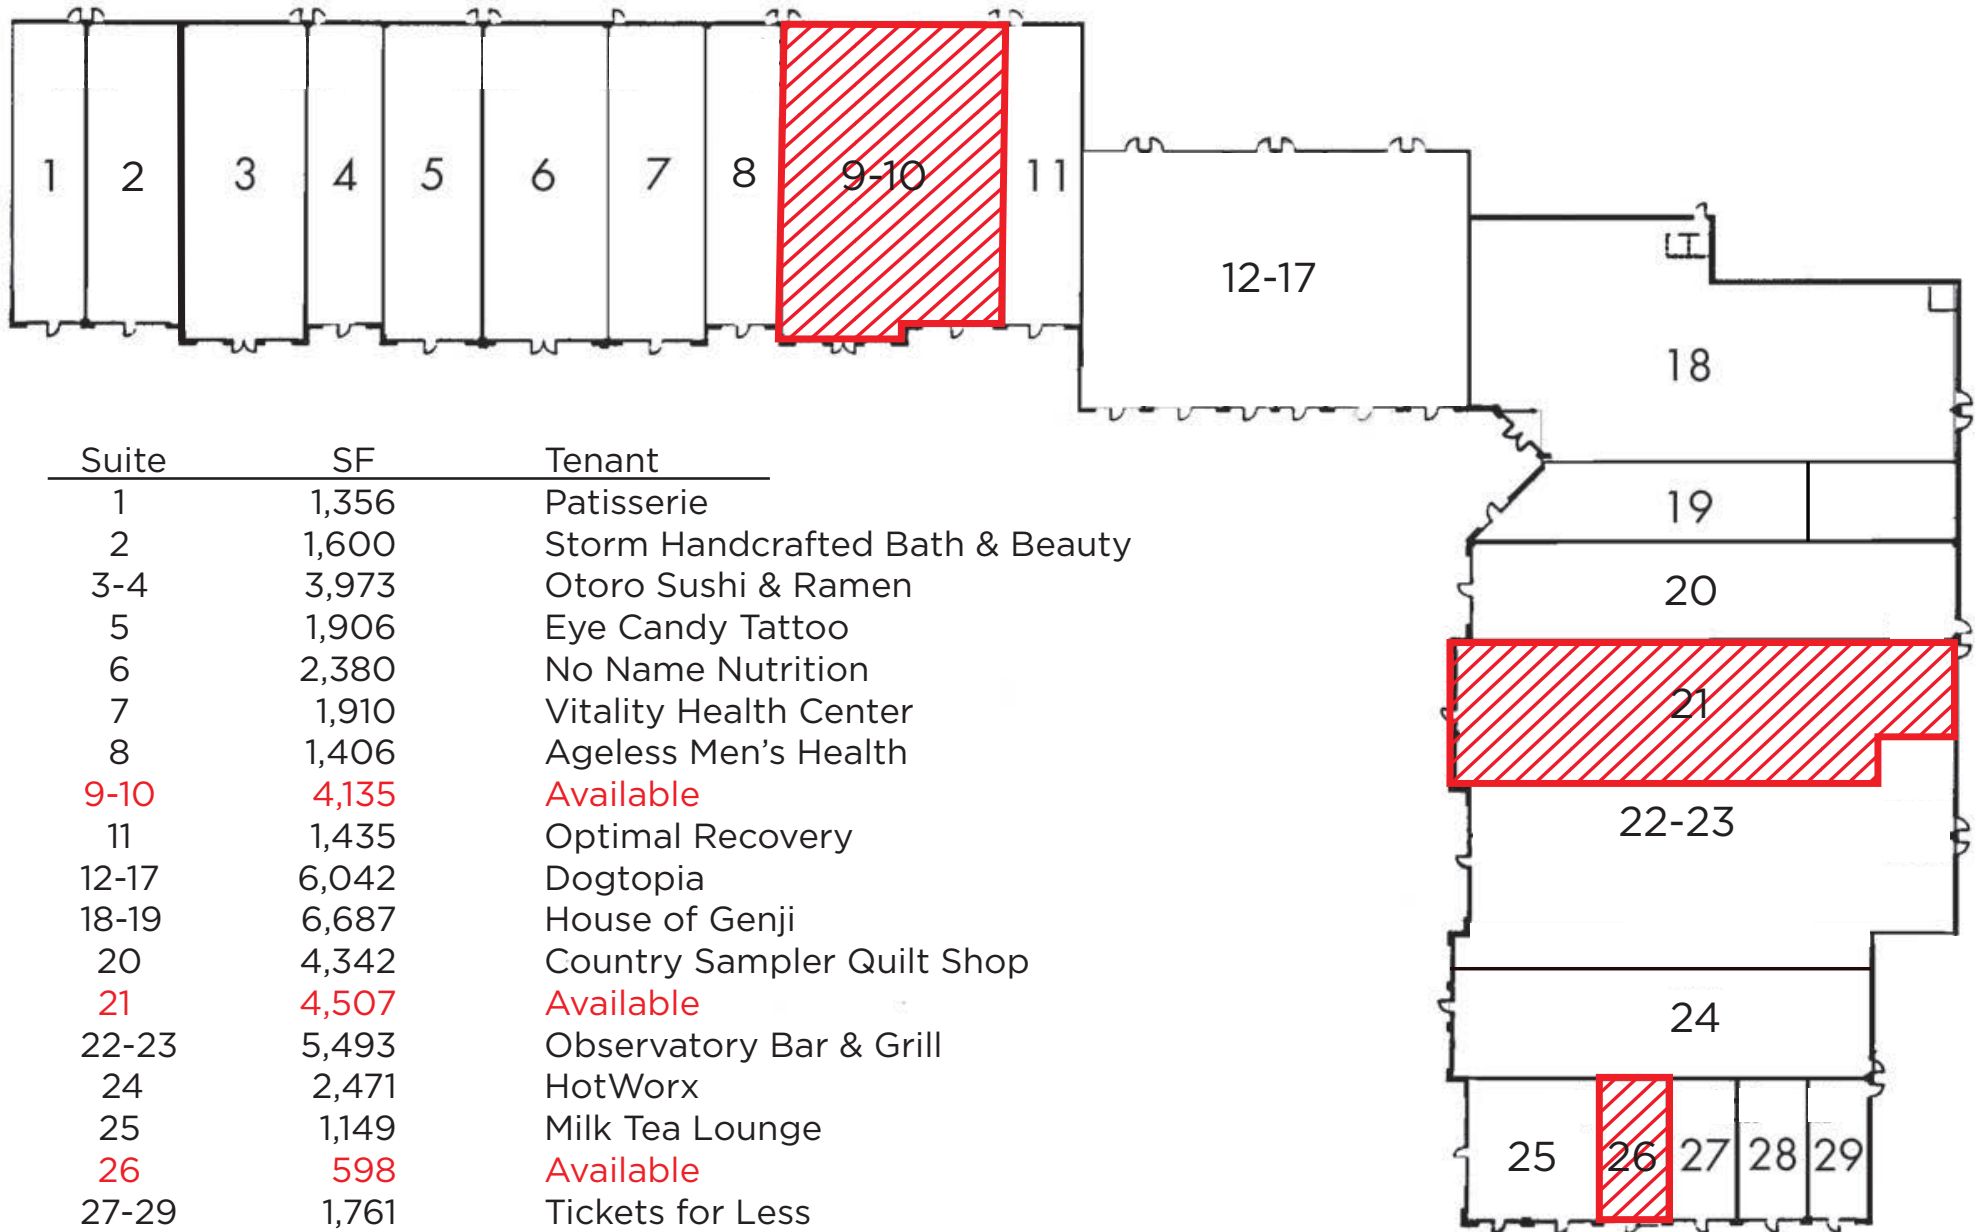 1 2 3 4 5 6 7 8 9-10 11
12-17
18
19
20
21
22-23
24
25 26 27 28 29
Suite SF Tenant
1 1,356 Patisserie
2 1,600 Storm Handcrafted Bath & Beauty
3-4 3,973 Otoro Sushi & Ramen
5 1,906 Eye Candy Tattoo
6 2,380 No Name Nutrition
7 1,910 Vitality Health Center
8 1,406 Ageless Men's Health
9-10 4,135 Available
11 1,435 Optimal Recovery
12-17 6,042 Dogtopia
18-19 6,687 House of Genji
20 4,342 Country Sampler Quilt Shop
21 4,507 Available
22-23 5,493 Observatory Bar & Grill
24 2,471 HotWorx
25 1,149 Milk Tea Lounge
26 598 Available
27-29 1,761 Tickets for Less